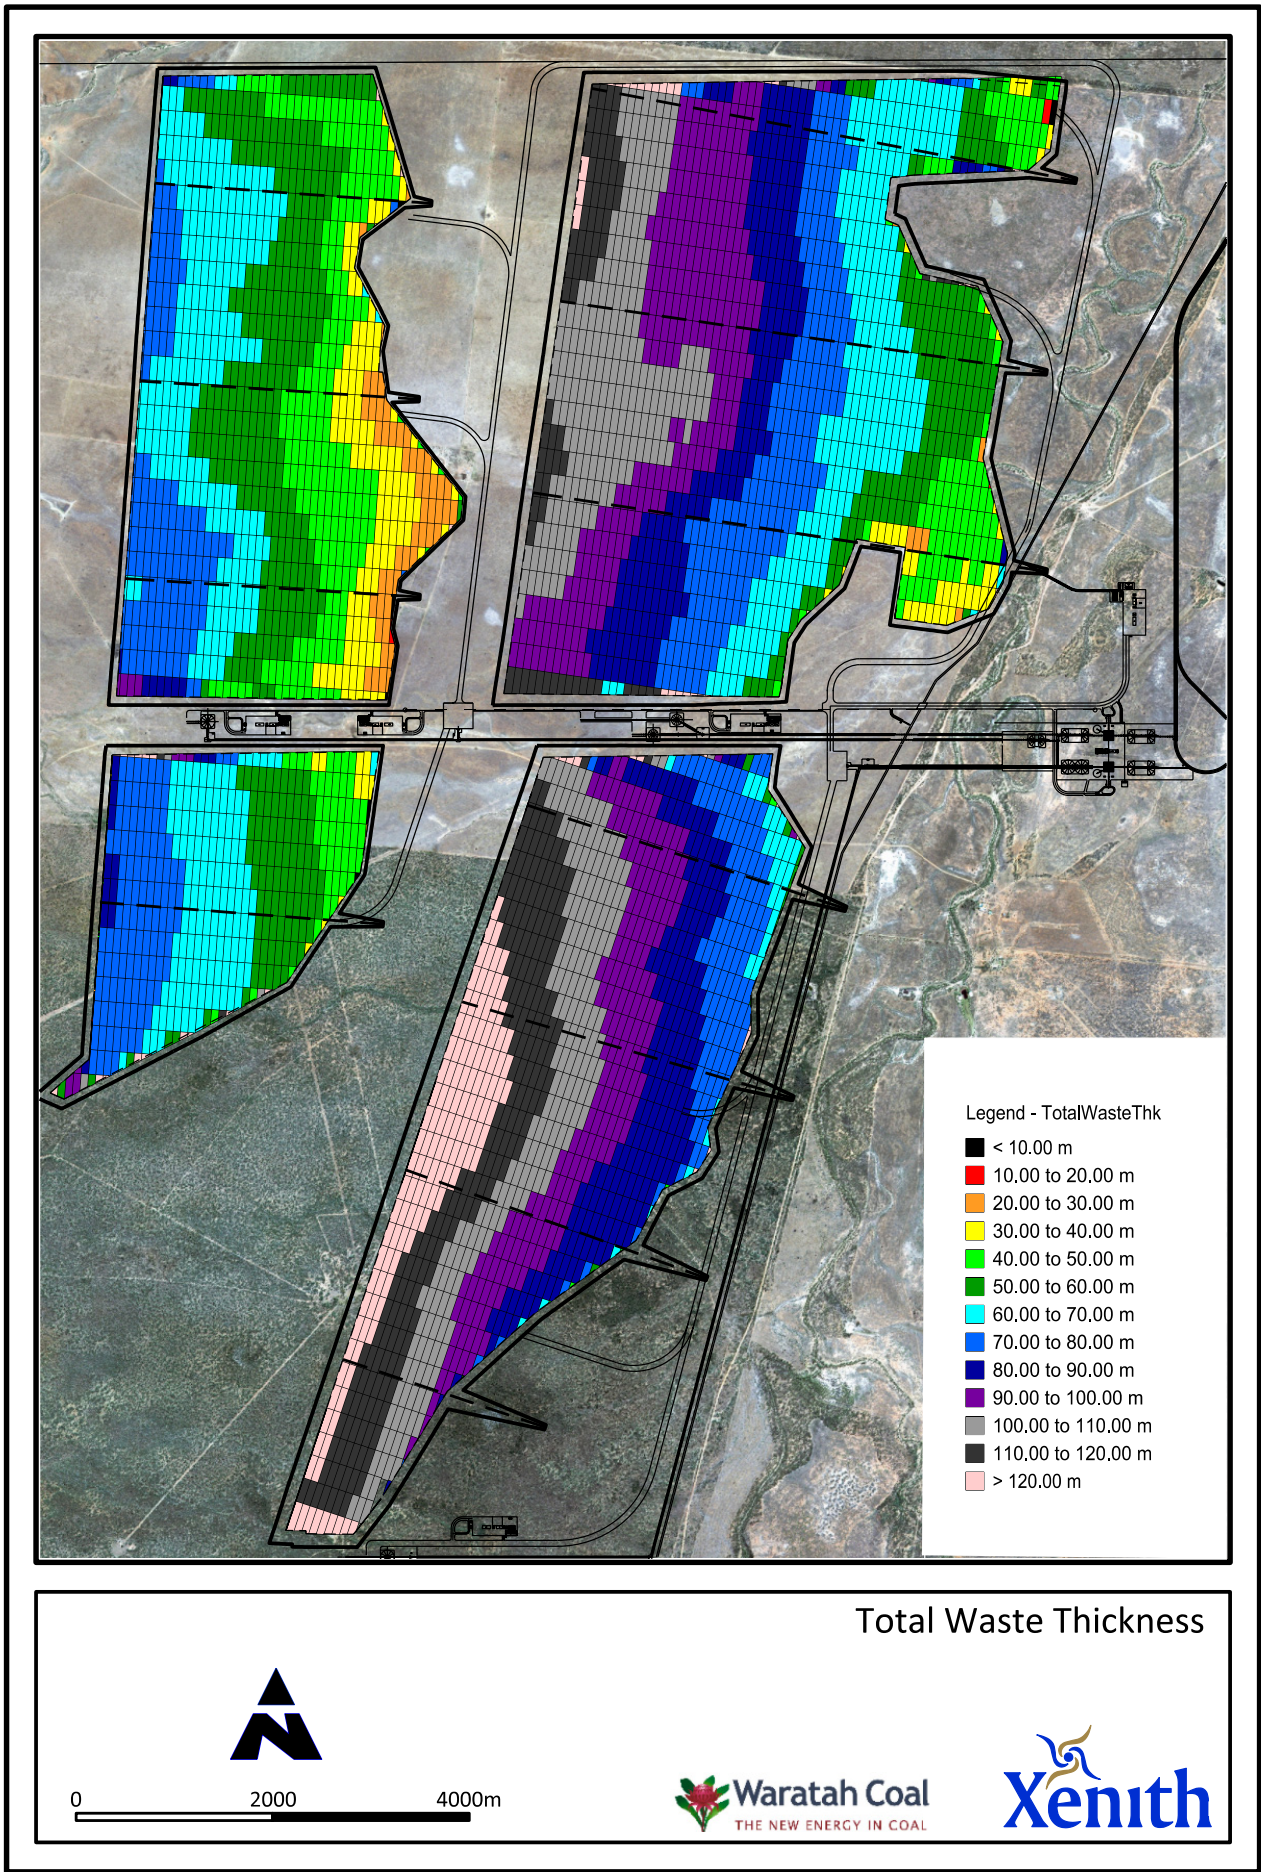 Legend - TotalWasteThk
< 10.00 m
10.00 to 20.00 m
20.00 to 30.00 m
30.00 to 40.00 m
40.00 to 50.00 m
50.00 to 60.00 m
60.00 to 70.00 m
70.00 to 80.00 m
80.00 to 90.00 m
90.00 to 100.00 m
100.00 to 110.00 m
110.00 to 120.00 m
> 120.00 m
Total Waste Thickness
N
0 2000 4000m
Waratah Coal
THE NEW ENERGY IN COAL
Xenith